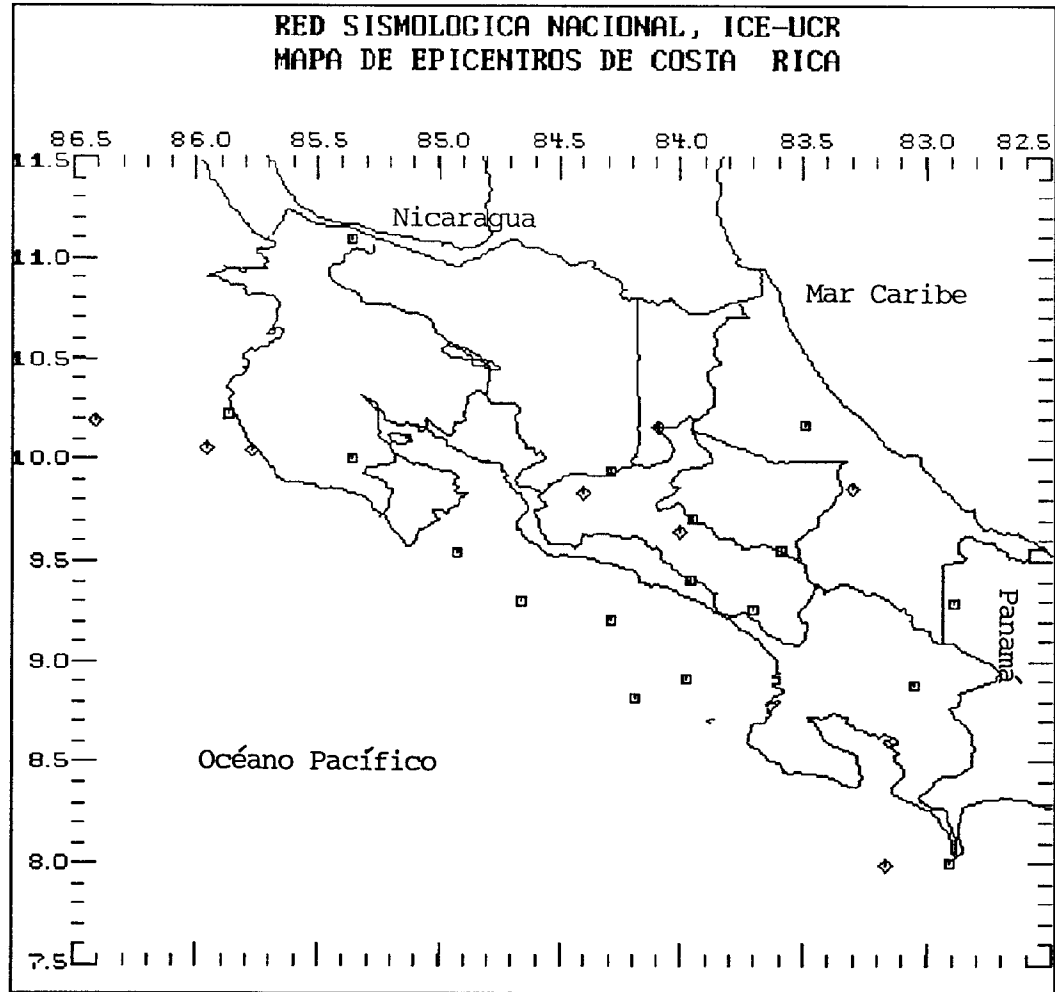 RED SISMOLOGICA NACIONAL, ICE-UCR
MAPA DE EPICENTROS DE COSTA RICA
86.5 86.0 85.5 85.0 84.5 84.0 83.5 83.0 82.5
11.5
Nicaragua
11.0
Mar Caribe
10.5
10.0
9.5
Panamá
9.0
8.5
Océano Pacífico
8.0
7.5